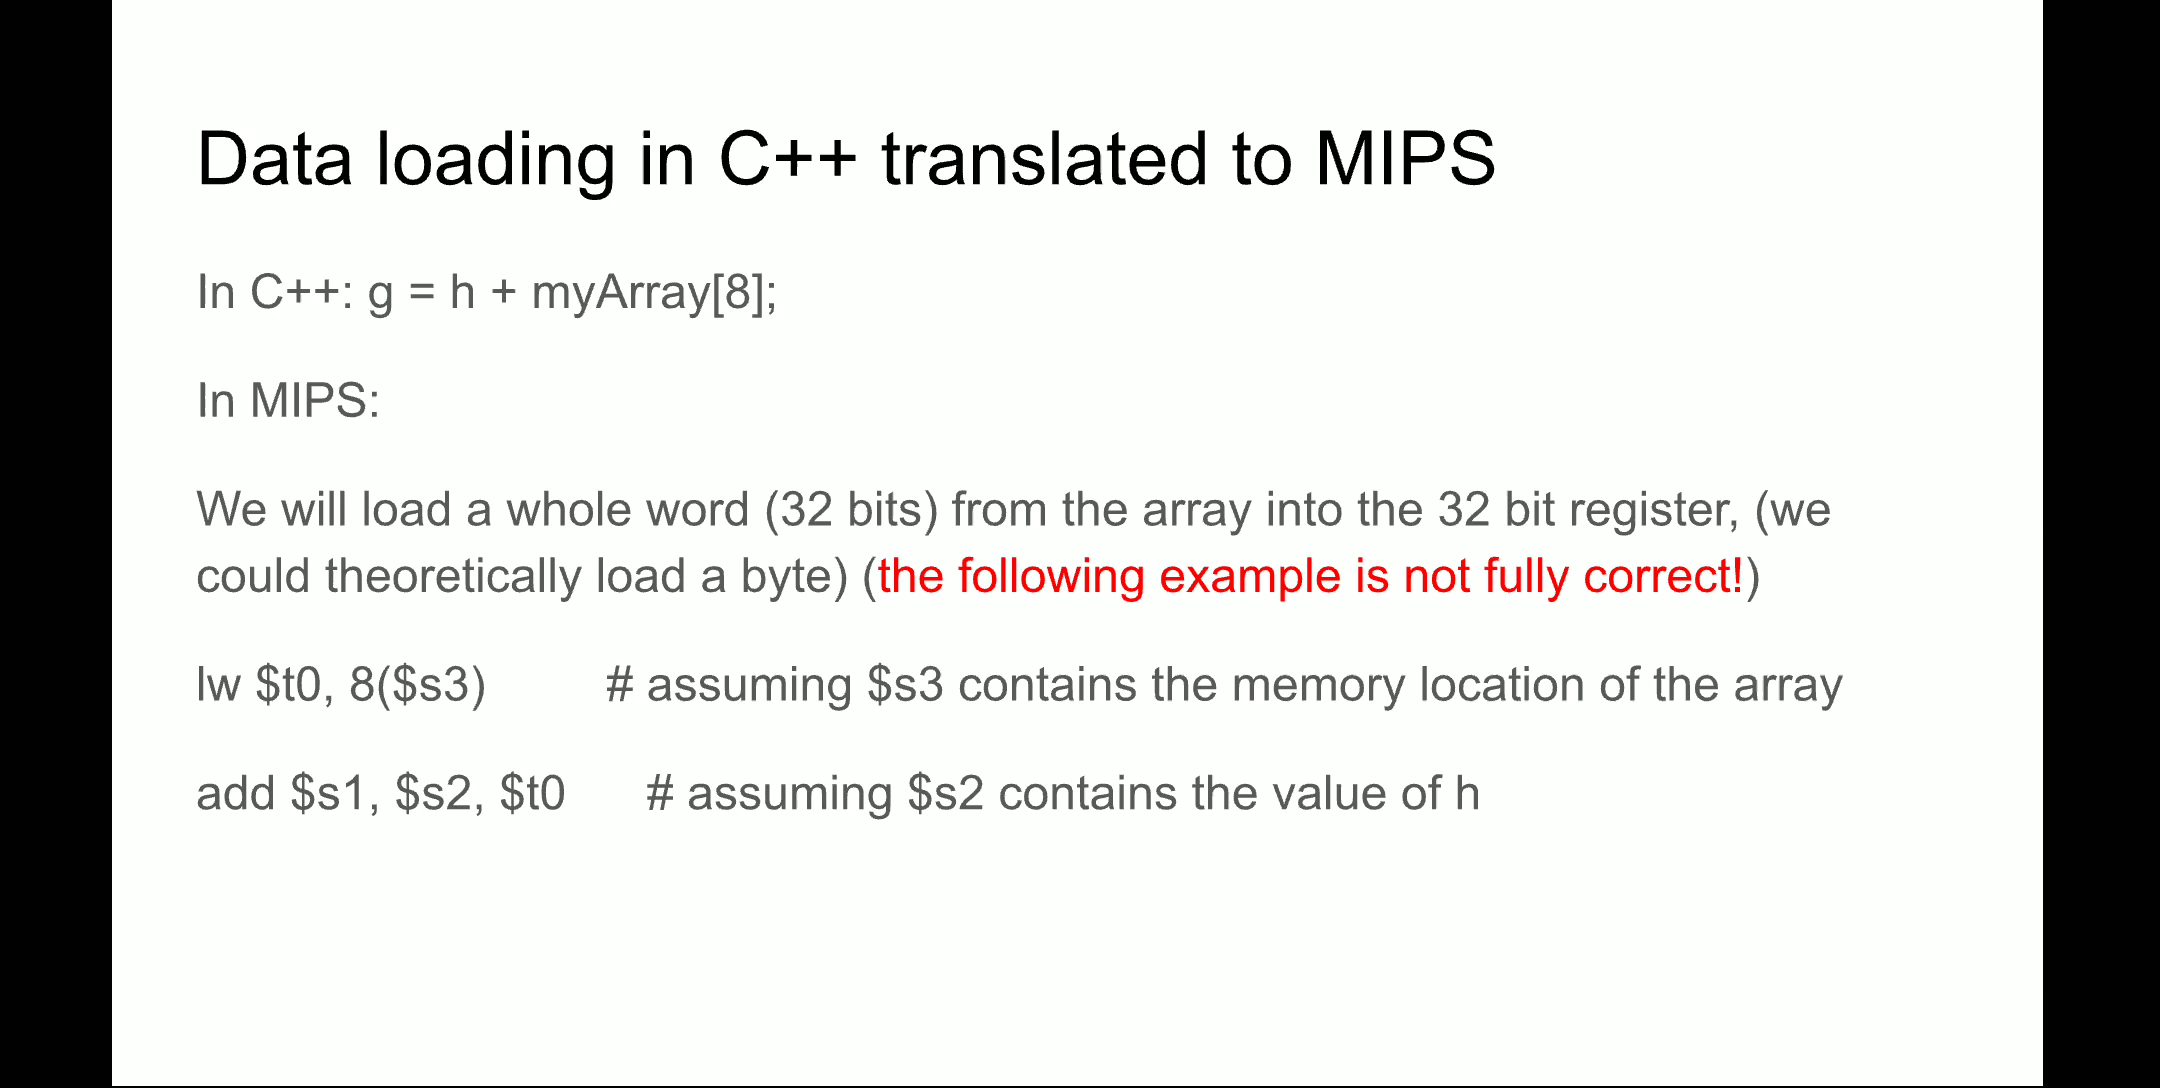 Data loading in C++ translated to MIPS
In C++: g = h + myArray[8];
In MIPS:
We will load a whole word (32 bits) from the array into the 32 bit register, (we
could theoretically load a byte) (the following example is not fully correct!)
lw $t0, 8($s3) # assuming $s3 contains the memory location of the array
add $s1, $s2, $t0 # assuming $s2 contains the value of h